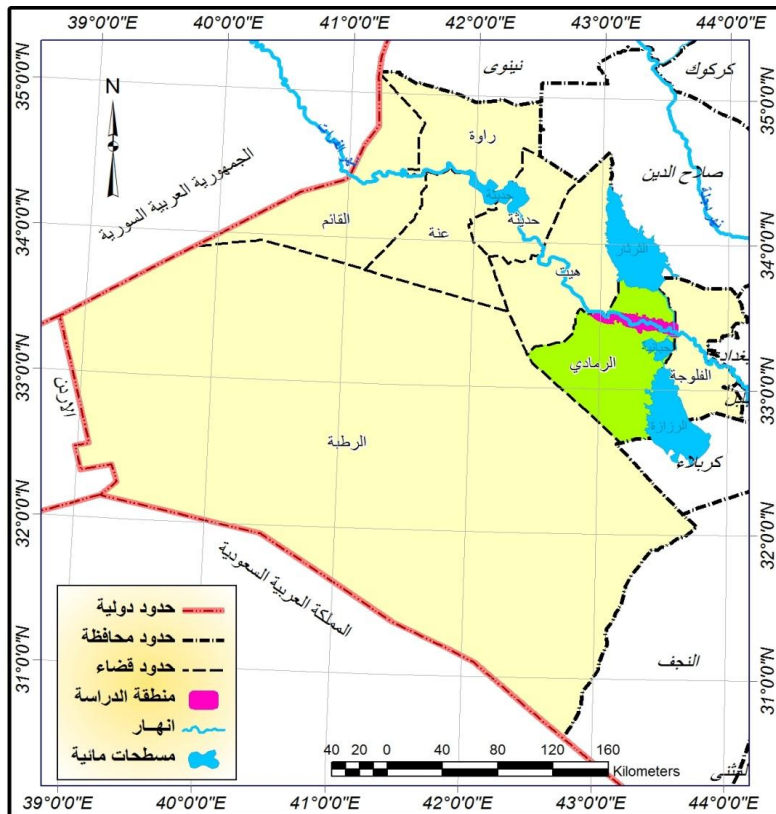 39°0'0"E 40°0'0"E 41°0'0"E 42°0'0"E 43°0'0"E 44°0'0"E
35°0'0"N
34°0'0"N
33°0'0"N
32°0'0"N
31°0'0"N
35°0'0"N
34°0'0"N
33°0'0"N
32°0'0"N
31°0'0"N
N
نينوى
كركوك
صلاح الدين
راوة
الجمهورية العربية السورية
القائم
عنة
حديثة
حديثة
هيت
الثرثار
الرمادي
حبانية
الفلوجة
الرزازة
كربلاء
الاردن
الرطبة
المملكة العربية السعودية
النجف
حدود دولية
حدود محافظة
حدود قضاء
منطقة الدراسة
انهـار
مسطحات مائية
40 20 0 40 80 120 160
Kilometers
39°0'0"E 40°0'0"E 41°0'0"E 42°0'0"E 43°0'0"E 44°0'0"E